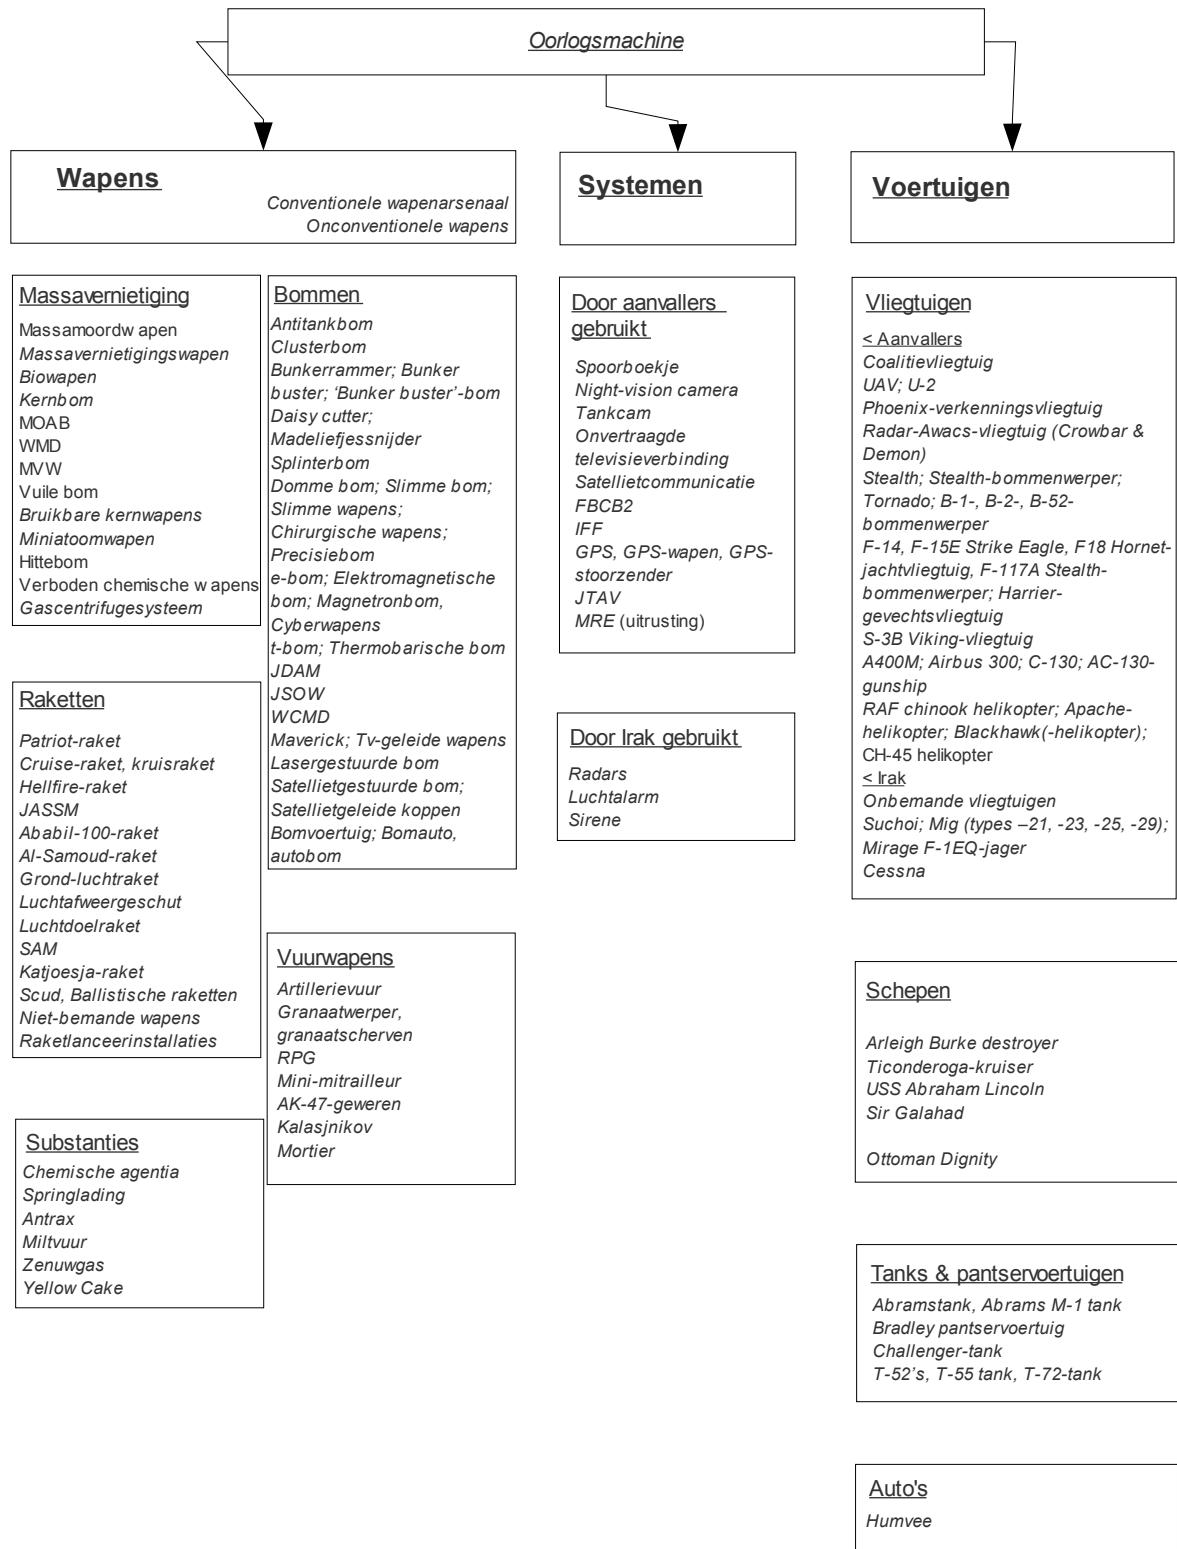 Oorlogsmachine
Wapens
Conventionele wapenarsenaal
Onconventionele wapens
Systemen
Voertuigen
Massavernietiging
Massamoordw apen
Massavernietigingswapen
Biowapen
Kernbom
MOAB
WMD
MVW
Vuile bom
Bruikbare kernwapens
Miniatoomwapen
Hittebom
Verboden chemische w apens
Gascentrifugesysteem
Raketten
Patriot-raket
Cruise-raket, kruisraket
Hellfire-raket
JASSM
Ababil-100-raket
Al-Samoud-raket
Grond-luchtraket
Luchtafweergeschut
Luchtdoelraket
SAM
Katjoesja-raket
Scud, Ballistische raketten
Niet-bemande wapens
Raketlanceerinstallaties
Substanties
Chemische agentia
Springlading
Antrax
Miltvuur
Zenuwgas
Yellow Cake
Bommen
Antitankbom
Clusterbom
Bunkerrammer; Bunker
buster; ‘Bunker buster’-bom
Daisy cutter;
Madeliefjessnijder
Splinterbom
Domme bom; Slimme bom;
Slimme wapens;
Chirurgische wapens;
Precisiebom
e-bom; Elektromagnetische
bom; Magnetronbom,
Cyberwapens
t-bom; Thermobarische bom
JDAM
JSOW
WCMD
Maverick; Tv-geleide wapens
Lasergestuurde bom
Satellietgestuurde bom;
Satellietgeleide koppen
Bomvoertuig; Bomauto,
autobom
Vuurwapens
Artillerievuur
Granaatwerper,
granaatscherven
RPG
Mini-mitrailleur
AK-47-geweren
Kalasjnikov
Mortier
Door aanvallers
gebruikt
Spoorboekje
Night-vision camera
Tankcam
Onvertraagde
televisieverbinding
Satellietcommunicatie
FBCB2
IFF
GPS, GPS-wapen, GPS-
stoorzender
JTAV
MRE (uitrusting)
Door Irak gebruikt
Radars
Luchtalarm
Sirene
Vliegtuigen
< Aanvallers
Coalitievliegtuig
UAV; U-2
Phoenix-verkenningsvliegtuig
Radar-Awacs-vliegtuig (Crowbar &
Demon)
Stealth; Stealth-bommenwerper;
Tornado; B-1-, B-2-, B-52-
bommenwerper
F-14, F-15E Strike Eagle, F18 Hornet-
jachtvliegtuig, F-117A Stealth-
bommenwerper; Harrier-
gevechtsvliegtuig
S-3B Viking-vliegtuig
A400M; Airbus 300; C-130; AC-130-
gunship
RAF chinook helikopter; Apache-
helikopter; Blackhawk(-helikopter);
CH-45 helikopter
< Irak
Onbemande vliegtuigen
Suchoi; Mig (types –21, -23, -25, -29);
Mirage F-1EQ-jager
Cessna
Schepen
Arleigh Burke destroyer
Ticonderoga-kruiser
USS Abraham Lincoln
Sir Galahad
Ottoman Dignity
Tanks & pantservoertuigen
Abramstank, Abrams M-1 tank
Bradley pantservoertuig
Challenger-tank
T-52’s, T-55 tank, T-72-tank
Auto's
Humvee